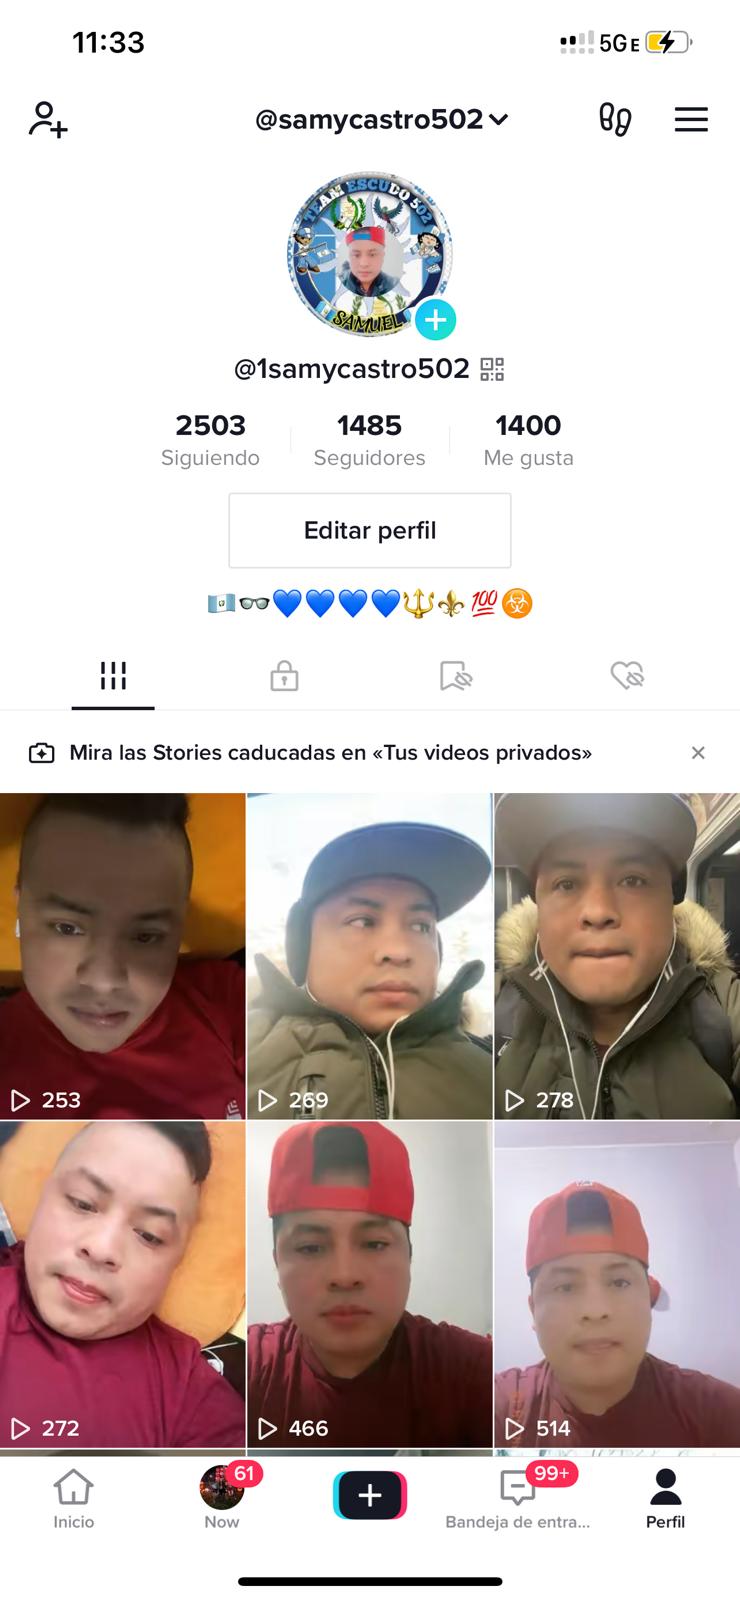 11:33
5GE
@samycastro502
TEAM ESCUDO 502
SAMUEL
@1samycastro502
2503 1485 1400
Siguiendo Seguidores Me gusta
Editar perfil
100
Mira las Stories caducadas en «Tus videos privados»
253 269 278
272 466 514
61 99+
Inicio Now Bandeja de entra... Perfil